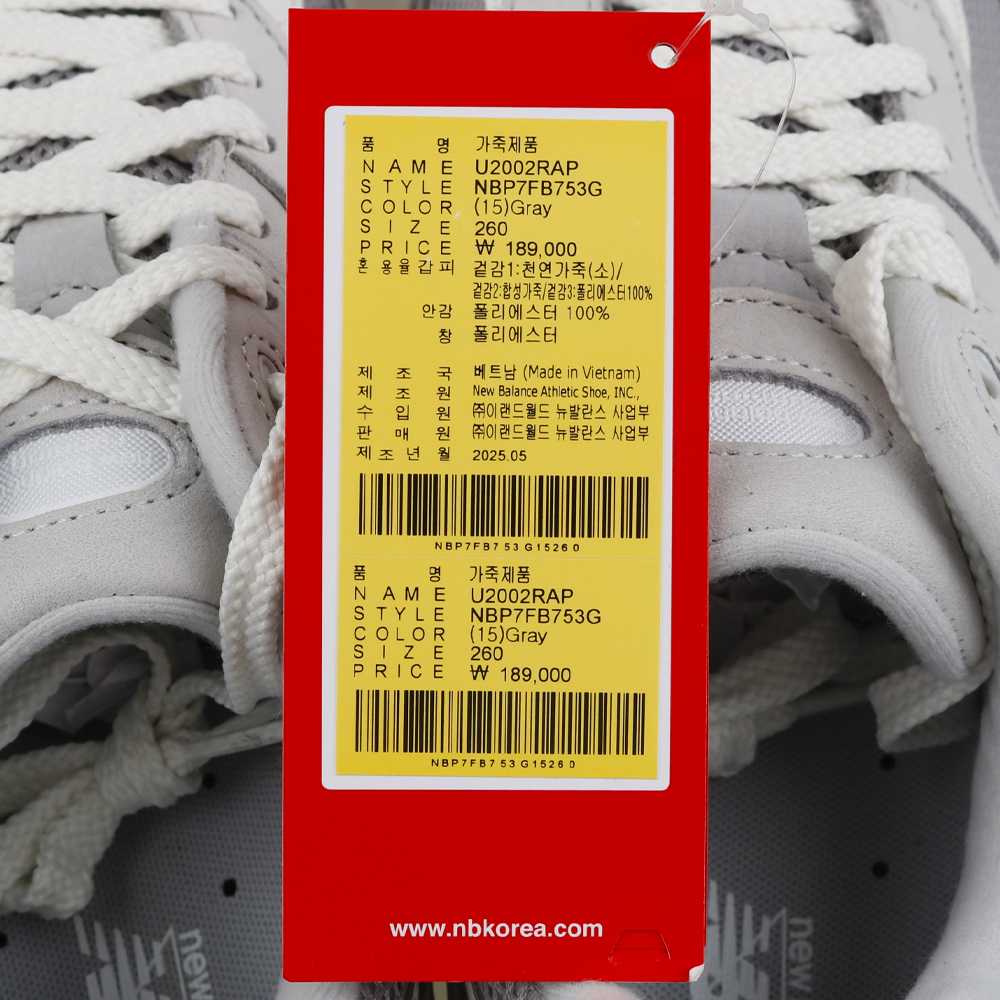 품 명 가죽제품
NAME U2002RAP
STYLE NBP7FB753G
COLOR (15)Gray
SIZE 260
PRICE ₩ 189,000
혼용율갑피 겉감1:천연가죽(소)/
겉감2:합성가죽/겉감3:폴리에스터100%
안감 폴리에스터 100%
창 폴리에스터
제조국 베트남 (Made in Vietnam)
제조원 New Balance Athletic Shoe, INC.,
수입원 ㈜이랜드월드 뉴발란스 사업부
판매원 ㈜이랜드월드 뉴발란스 사업부
제조년월 2025.05
NBP7FB753G15260
품 명 가죽제품
NAME U2002RAP
STYLE NBP7FB753G
COLOR (15)Gray
SIZE 260
PRICE ₩ 189,000
NBP7FB753G15260
www.nbkorea.com
new
new